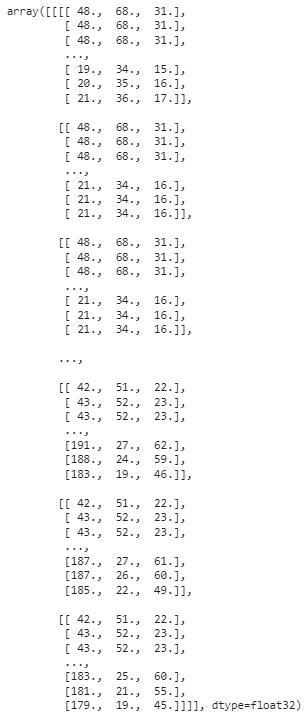 array([[[[ 48.,  68.,  31.],
         [ 48.,  68.,  31.],
         [ 48.,  68.,  31.],
         ...,
         [ 19.,  34.,  15.],
         [ 20.,  35.,  16.],
         [ 21.,  36.,  17.]],

        [[ 48.,  68.,  31.],
         [ 48.,  68.,  31.],
         [ 48.,  68.,  31.],
         ...,
         [ 21.,  34.,  16.],
         [ 21.,  34.,  16.],
         [ 21.,  34.,  16.]],

        [[ 48.,  68.,  31.],
         [ 48.,  68.,  31.],
         [ 48.,  68.,  31.],
         ...,
         [ 21.,  34.,  16.],
         [ 21.,  34.,  16.],
         [ 21.,  34.,  16.]],

        ...,

        [[ 42.,  51.,  22.],
         [ 43.,  52.,  23.],
         [ 43.,  52.,  23.],
         ...,
         [191.,  27.,  62.],
         [188.,  24.,  59.],
         [183.,  19.,  46.]],

        [[ 42.,  51.,  22.],
         [ 43.,  52.,  23.],
         [ 43.,  52.,  23.],
         ...,
         [187.,  27.,  61.],
         [187.,  26.,  60.],
         [185.,  22.,  49.]],

        [[ 42.,  51.,  22.],
         [ 43.,  52.,  23.],
         [ 43.,  52.,  23.],
         ...,
         [183.,  25.,  60.],
         [181.,  21.,  55.],
         [179.,  19.,  45.]]]], dtype=float32)